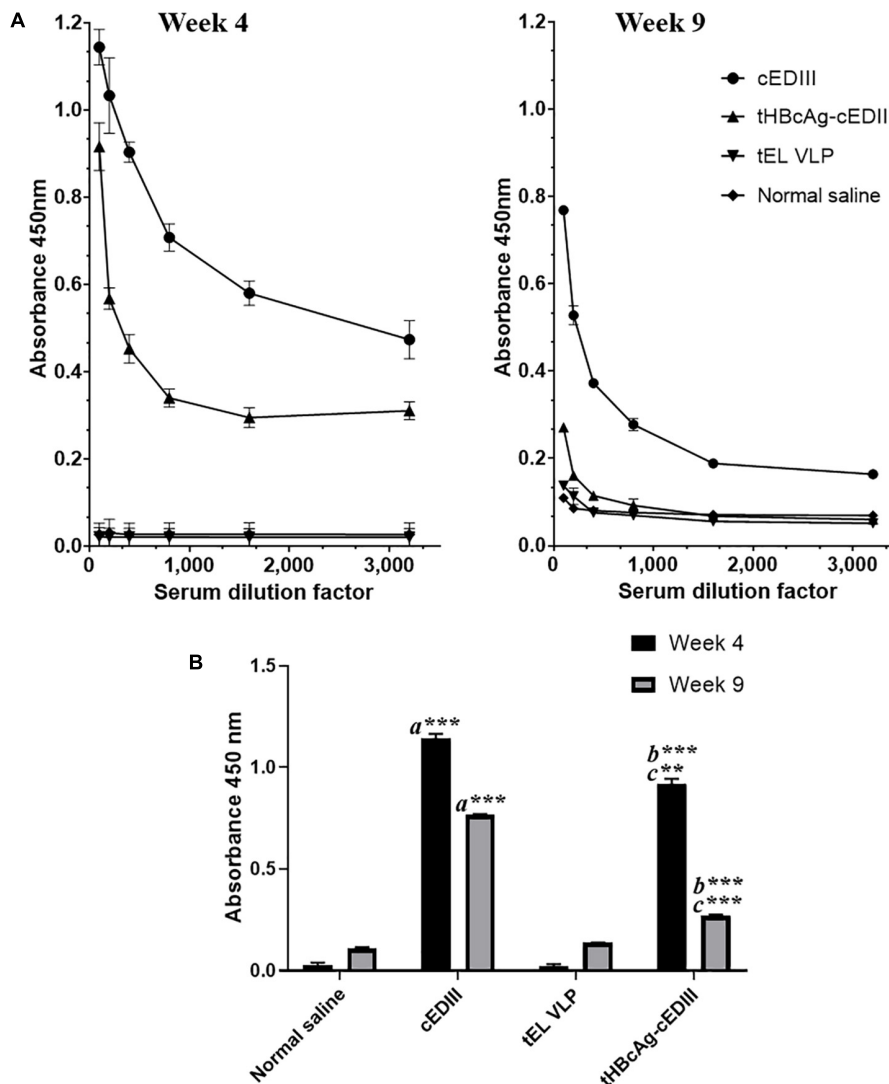 A
Week 4
Week 9
1.2
1.0
0.8
0.6
0.4
0.2
0.0
Absorbance 450nm
0
1,000
2,000
3,000
Serum dilution factor
1.2
1.0
0.8
0.6
0.4
0.2
0.0
Absorbance 450nm
0
1,000
2,000
3,000
Serum dilution factor
cEDIII
tHBcAg-cEDII
tEL VLP
Normal saline
B
Week 4
Week 9
1.5
1.0
0.5
0.0
Absorbance 450 nm
a***
a***
b***
c**
b***
c***
Normal saline
cEDIII
tEL VLP
tHBcAg-cEDIII